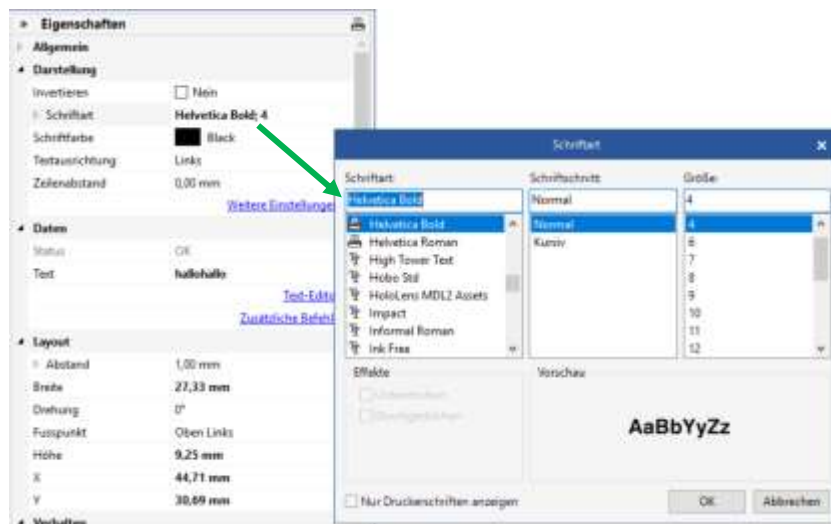 Eigenschaften
Allgemein
Darstellung
Invertieren Nein
Schriftart Helvetica Bold; 4
Schriftfarbe Black
Textausrichtung Links
Zeilenabstand 0,00 mm
Weitere Einstellungen
Daten
Status OK
Text hallohallo
Text-Edito
Zusätzliche Befehl
Layout
Abstand 1,00 mm
Breite 27,33 mm
Drehung 0°
Fusspunkt Oben Links
Höhe 9,25 mm
X 44,71 mm
Y 30,69 mm
Verhalten
Schriftart
Schriftart: Schriftschnitt: Größe:
Helvetica Bold Normal 4
Helvetica Bold Normal 4
Helvetica Roman Kursiv 6
High Tower Text 7
Hobo Std 8
HoloLens MDL2 Assets 9
Impact 10
Informal Roman 11
Ink Free 12
Effekte Vorschau
Durchgestrichen
AaBbYyZz
Nur Druckerschriften anzeigen OK Abbrechen